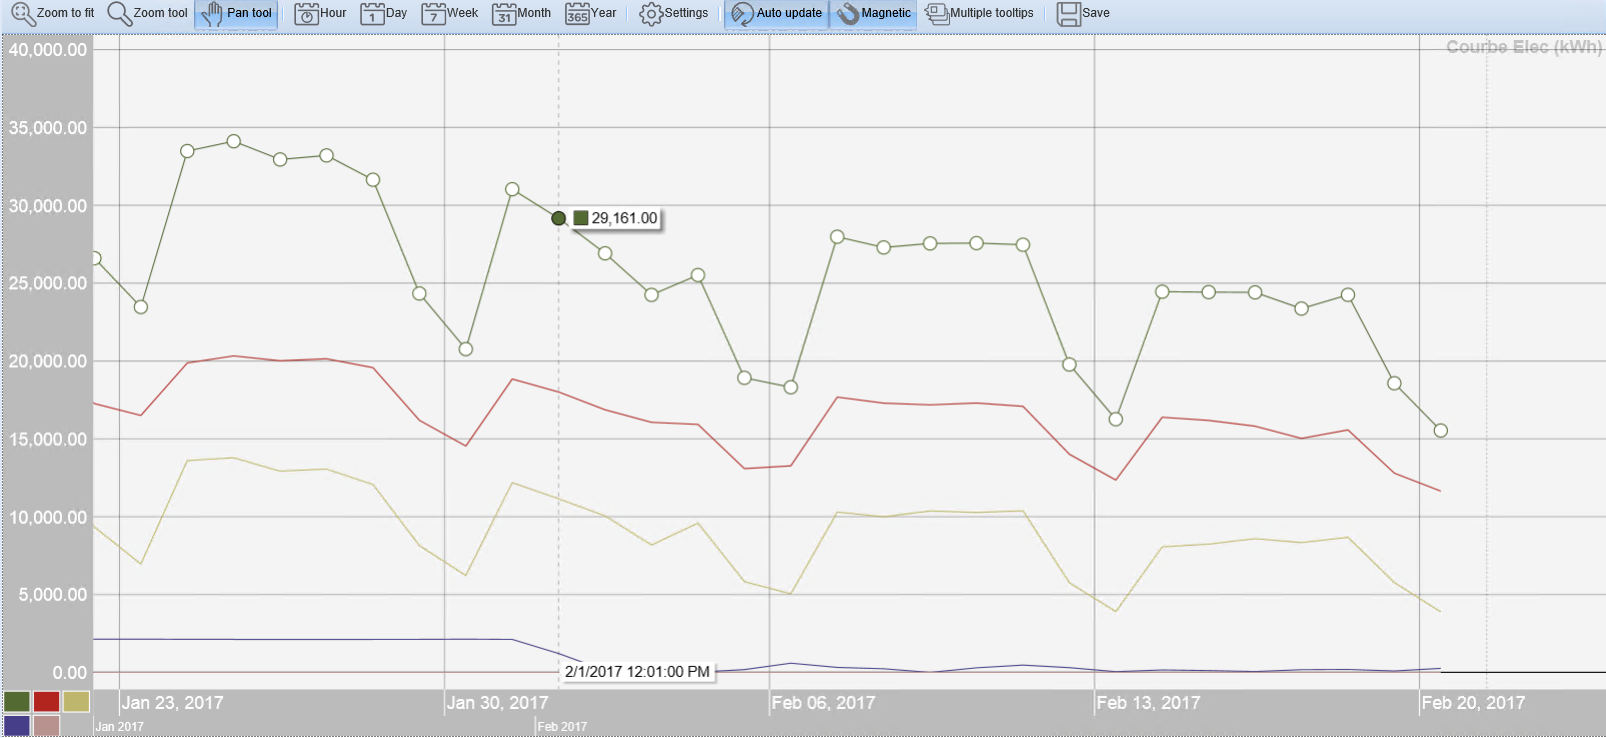 Zoom to fit Zoom tool Pan tool Hour 1 Day 7 Week 31 Month 365 Year Settings Auto update Magnetic Multiple tooltips Save
Courbe Elec (kWh)
40,000.00
35,000.00
30,000.00
29,161.00
25,000.00
20,000.00
15,000.00
10,000.00
5,000.00
0.00
2/1/2017 12:01:00 PM
Jan 23, 2017 Jan 30, 2017 Feb 06, 2017 Feb 13, 2017 Feb 20, 2017
Jan 2017 Feb 2017